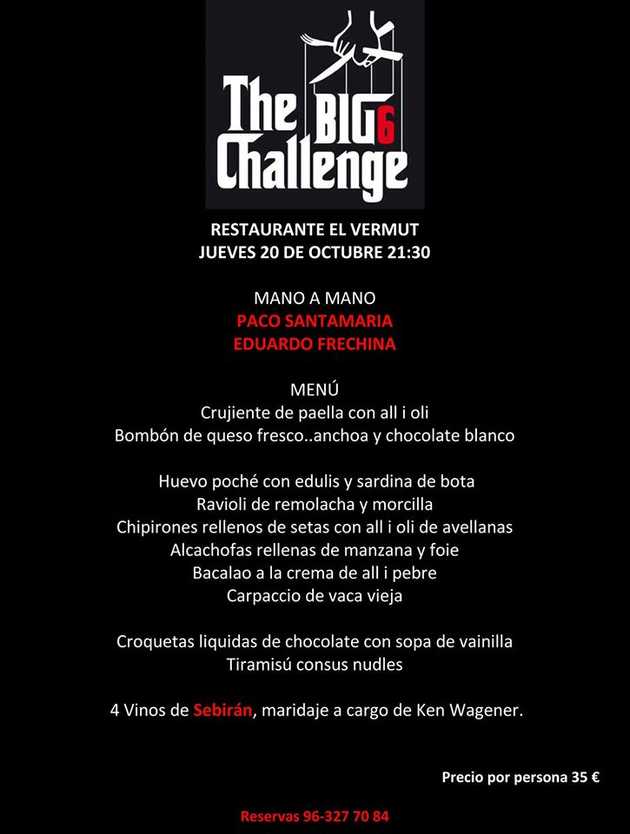 The BIG6
Challenge
RESTAURANTE EL VERMUT
JUEVES 20 DE OCTUBRE 21:30
MANO A MANO
PACO SANTAMARIA
EDUARDO FRECHINA
MENÚ
Crujiente de paella con all i oli
Bombón de queso fresco..anchoa y chocolate blanco
Huevo poché con edulis y sardina de bota
Ravioli de remolacha y morcilla
Chipirones rellenos de setas con all i oli de avellanas
Alcachofas rellenas de manzana y foie
Bacalao a la crema de all i pebre
Carpaccio de vaca vieja
Croquetas liquidas de chocolate con sopa de vainilla
Tiramisú consus nudles
4 Vinos de Sebirán, maridaje a cargo de Ken Wagener.
Precio por persona 35 €
Reservas 96-327 70 84